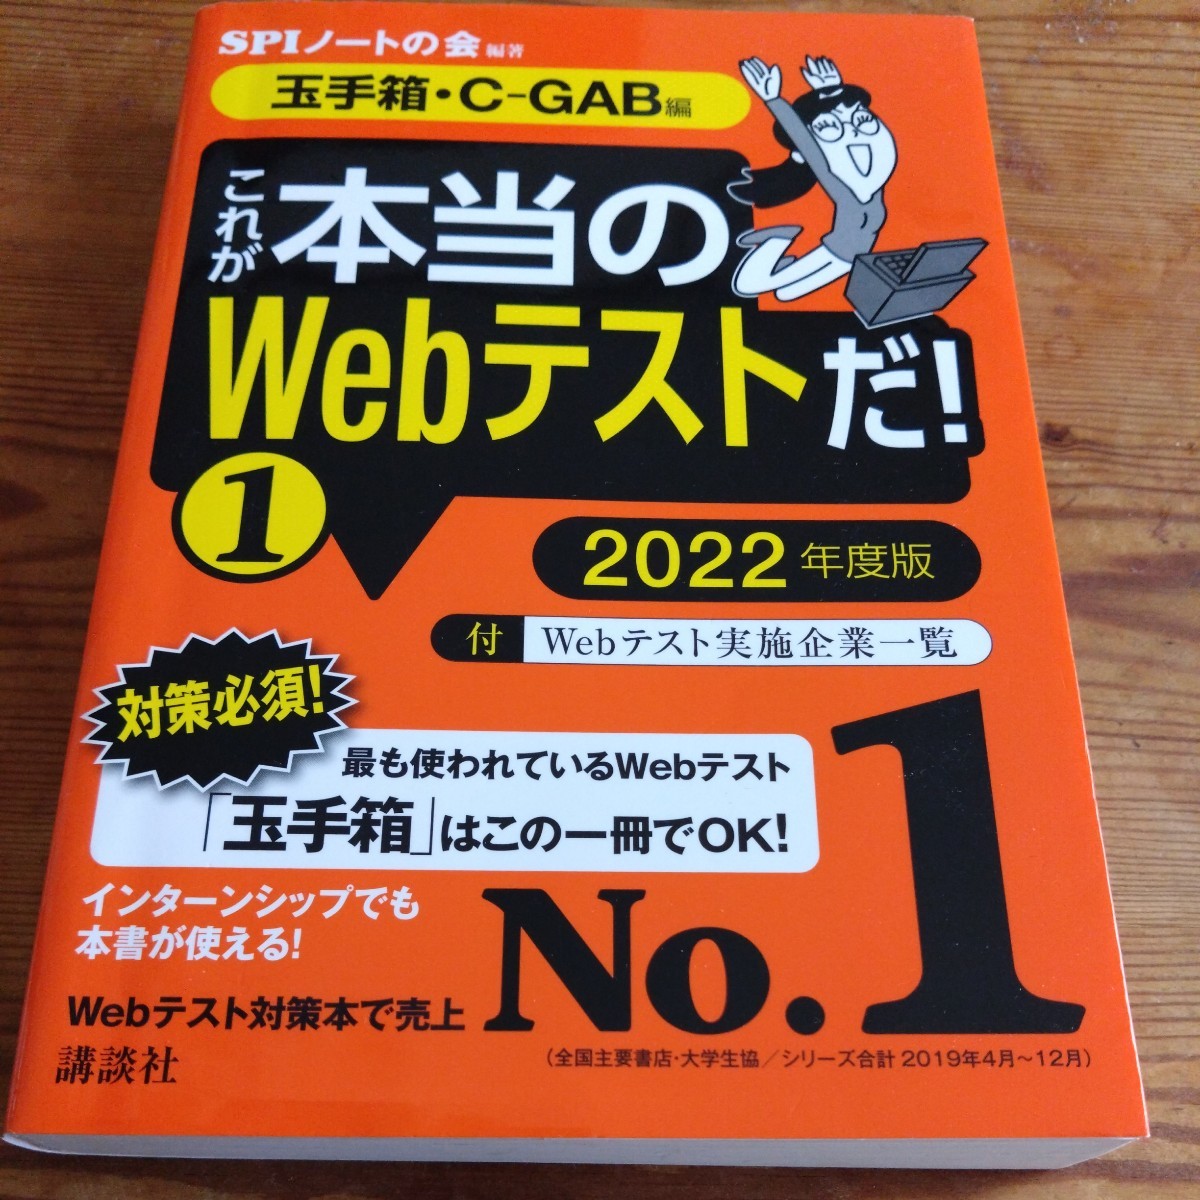 SPIノートの会 編著
玉手箱・C-GAB編
これが
本当の
Webテストだ!
1
2022年度版
付 Webテスト実施企業一覧
対策必須!
最も使われているWebテスト
「玉手箱」はこの一冊でOK!
インターンシップでも
本書が使える!
Webテスト対策本で売上
No.1
(全国主要書店・大学生協／シリーズ合計 2019年4月～12月)
講談社